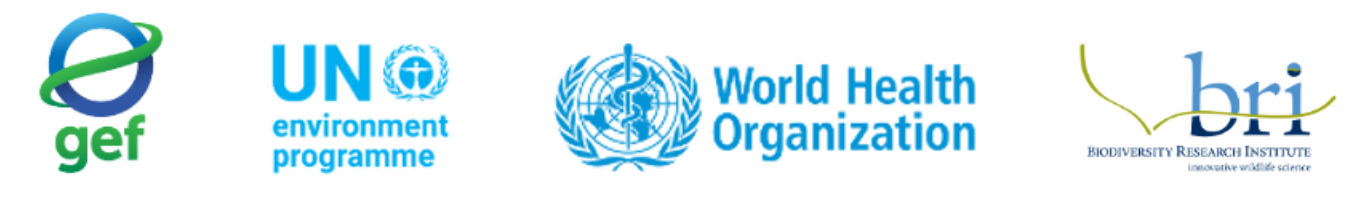 gef
UN
environment
programme
World Health
Organization
bri
BIODIVERSITY RESEARCH INSTITUTE
innovative wildlife science